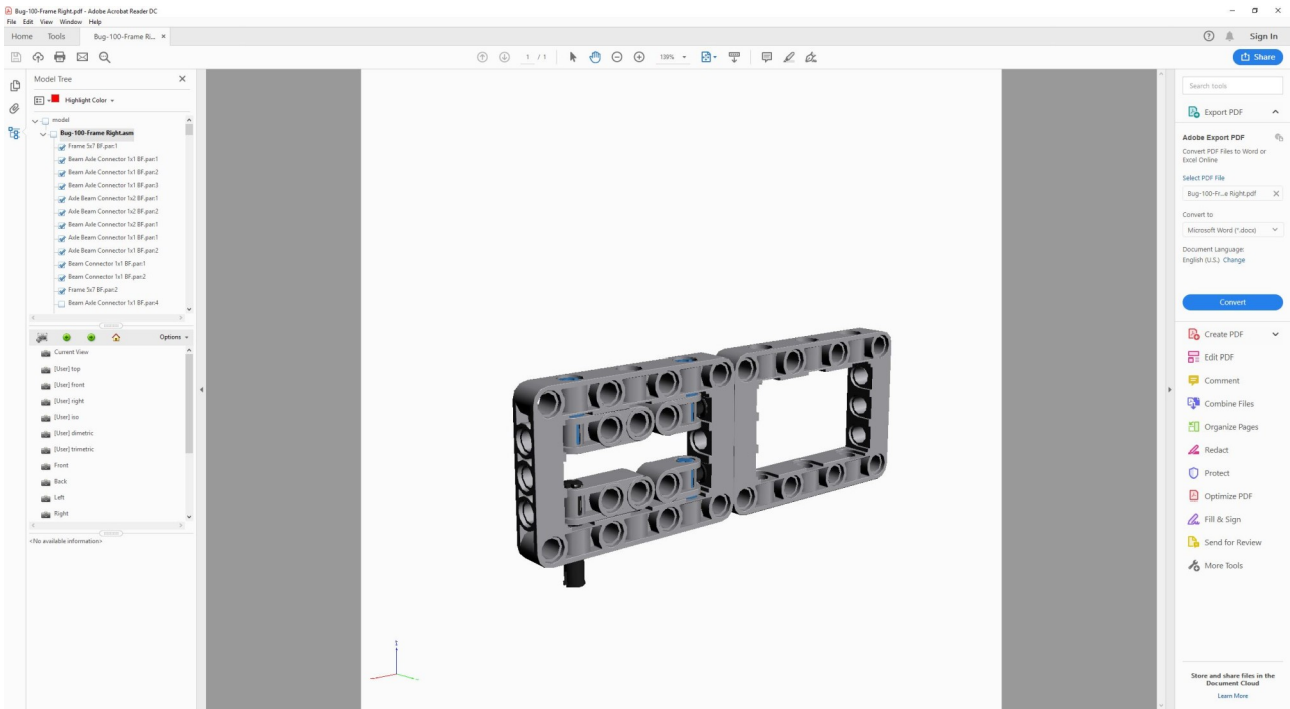 Bug-100-Frame Right.pdf - Adobe Acrobat Reader DC
File Edit View Window Help
Home Tools Bug-100-Frame Ri... × Sign In
1 / 1 139% Share
Model Tree ×
Highlight Color
model
Bug-100-Frame Right.asm
Frame 5x7 BF.par:1
Beam Axle Connector 1x1 BF.par:1
Beam Axle Connector 1x1 BF.par:2
Beam Axle Connector 1x1 BF.par:3
Axle Beam Connector 1x2 BF.par:1
Axle Beam Connector 1x2 BF.par:2
Beam Axle Connector 1x2 BF.par:1
Axle Beam Connector 1x1 BF.par:1
Axle Beam Connector 1x1 BF.par:2
Beam Connector 1x1 BF.par:1
Beam Connector 1x1 BF.par:2
Frame 5x7 BF.par:2
Beam Axle Connector 1x1 BF.par:4
Options
Current View
[User] top
[User] front
[User] right
[User] iso
[User] dimetric
[User] trimetric
Front
Back
Left
Right
<No available information>
Z
Search tools
Export PDF
Adobe Export PDF
Convert PDF Files to Word or
Excel Online
Select PDF File
Bug-100-Fr...e Right.pdf ×
Convert to
Microsoft Word (*.docx)
Document Language:
English (U.S.) Change
Convert
Create PDF
Edit PDF
Comment
Combine Files
Organize Pages
Redact
Protect
Optimize PDF
Fill & Sign
Send for Review
More Tools
Store and share files in the
Document Cloud
Learn More